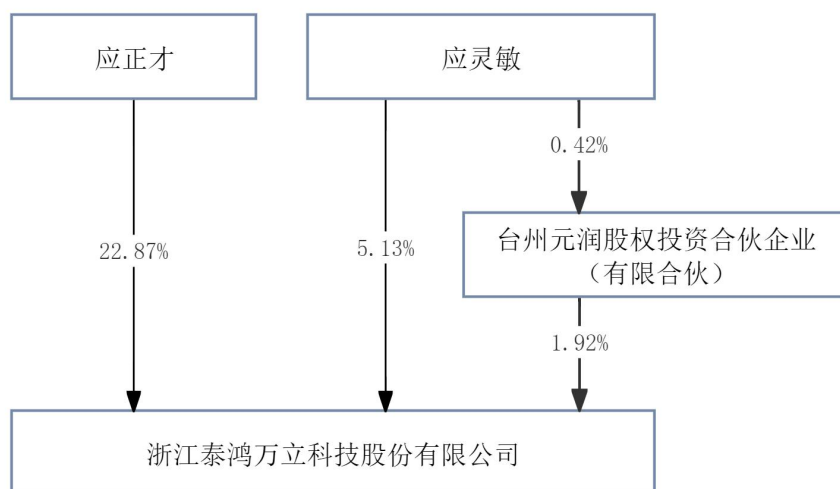 应正才
应灵敏
0.42%
22.87%
5.13%
台州元润股权投资合伙企业
（有限合伙）
1.92%
浙江泰鸿万立科技股份有限公司